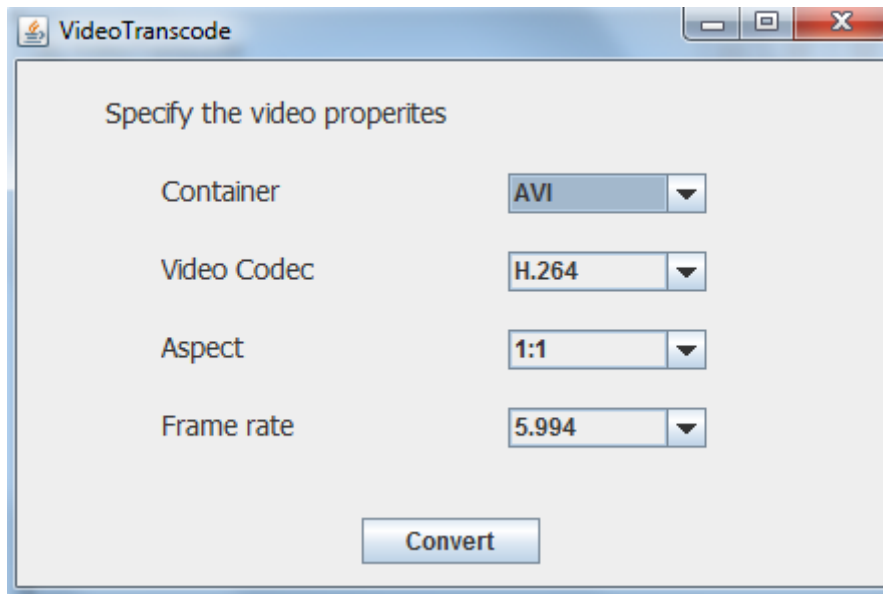 VideoTranscode
Specify the video properites
Container AVI
Video Codec H.264
Aspect 1:1
Frame rate 5.994
Convert